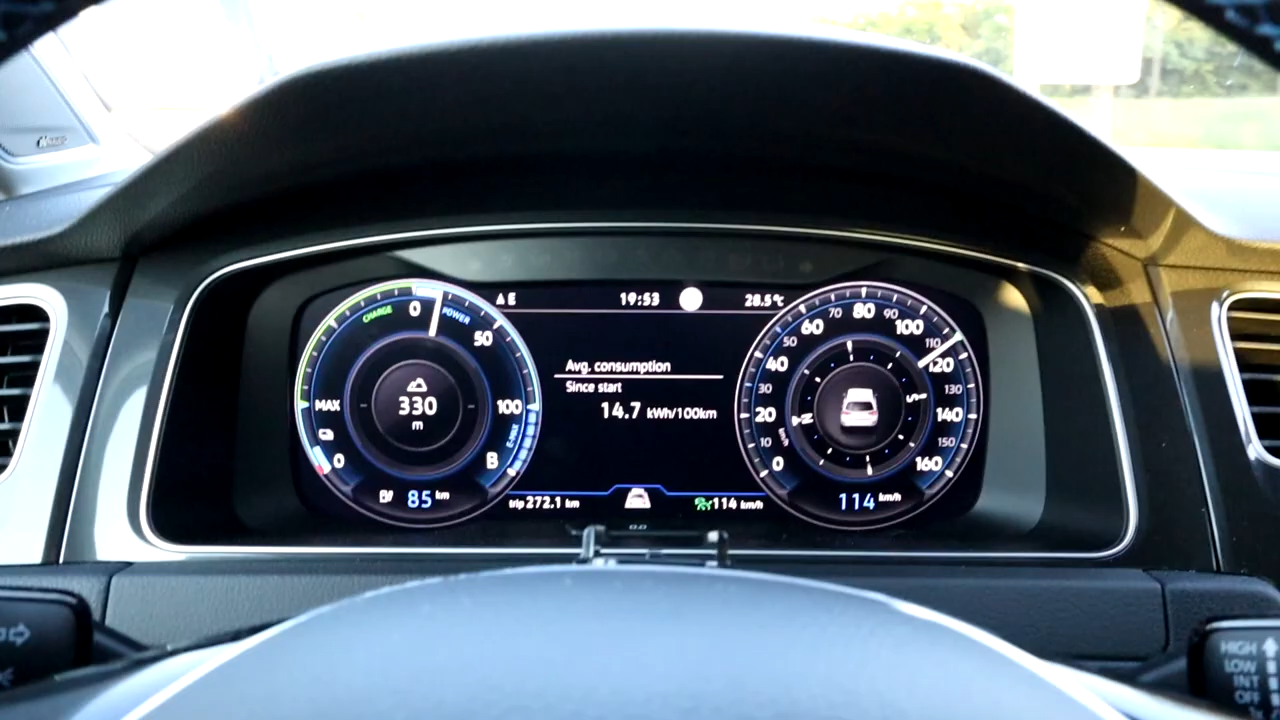 E 19:53 28.5°C
CHARGE 0 POWER
50
MAX
100
0
B
330
m
85 km
Avg. consumption
Since start
14.7 kWh/100km
trip 272.1 km
114 km/h
0 10 20 30 40 50 60 70 80 90 100 110 120 130 140 150 160
km/h
N
S
114 km/h
HIGH
LOW
INT
OFF
1x